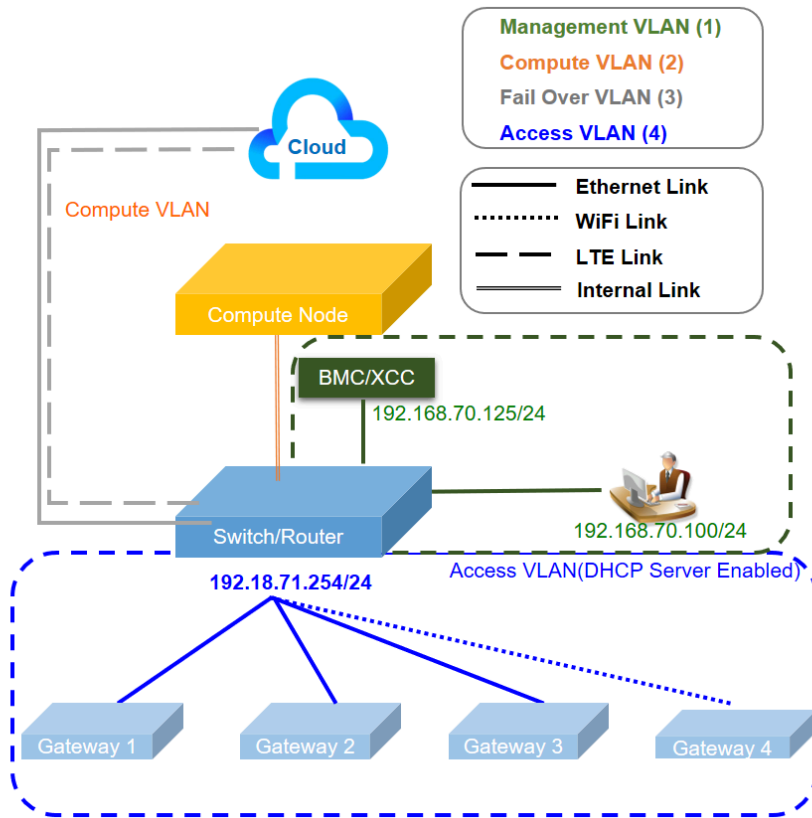 Management VLAN (1)
Compute VLAN (2)
Fail Over VLAN (3)
Access VLAN (4)
Cloud
Ethernet Link
WiFi Link
LTE Link
Internal Link
Compute VLAN
Compute Node
BMC/XCC
192.168.70.125/24
Switch/Router
192.168.70.100/24
Access VLAN(DHCP Server Enabled)
192.18.71.254/24
Gateway 1
Gateway 2
Gateway 3
Gateway 4